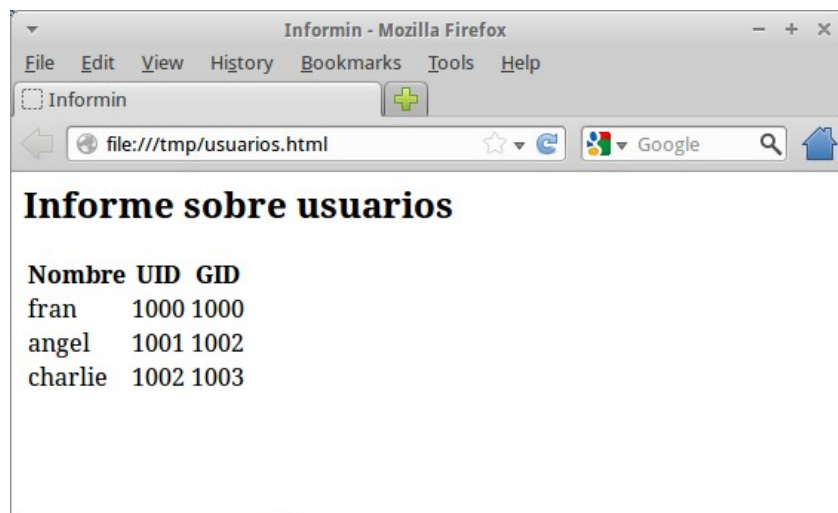 Informin - Mozilla Firefox
File Edit View History Bookmarks Tools Help
Informin
file:///tmp/usuarios.html Google
Informe sobre usuarios
Nombre UID GID
fran 1000 1000
angel 1001 1002
charlie 1002 1003